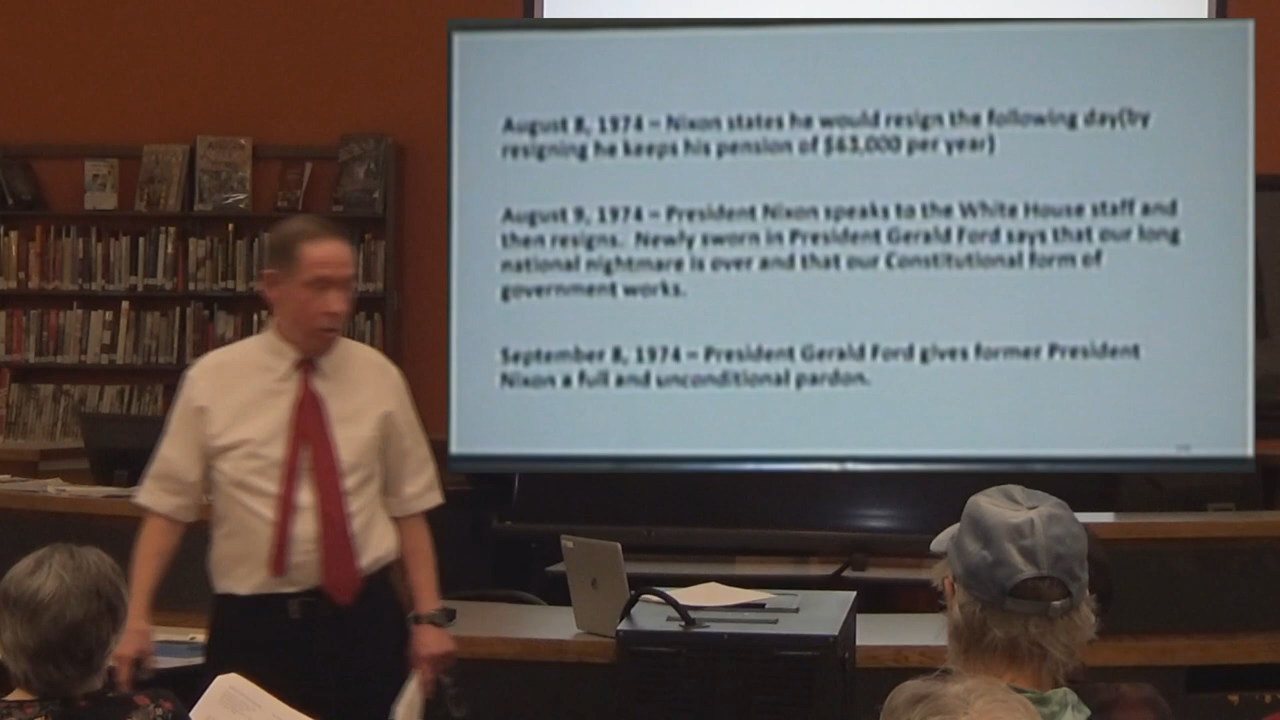 August 8, 1974 – Nixon states he would resign the following day(by
resigning he keeps his pension of $63,000 per year)
August 9, 1974 – President Nixon speaks to the White House staff and
then resigns. Newly sworn in President Gerald Ford says that our long
national nightmare is over and that our Constitutional form of
government works.
September 8, 1974 – President Gerald Ford gives former President
Nixon a full and unconditional pardon.